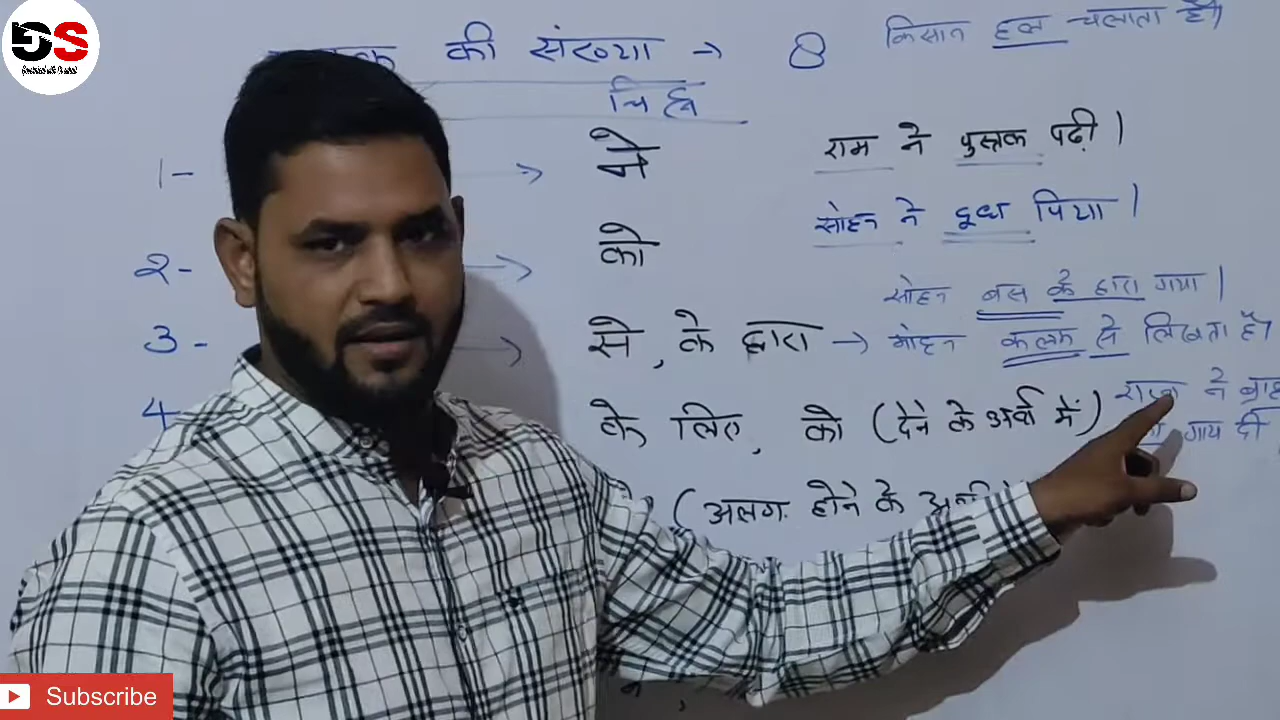 GS
की संख्या → 8
किसान हल चलाता है।
चिह्न
1- → ने
राम ने पुस्तक पढ़ी।
2- → को
सोहन ने दूध पिया।
सोहन बस के द्वारा गया।
3- → से, के द्वारा → मोहन कलम से लिखता है।
4- के लिए, को (देने के अर्थ में) राजा ने
गाय दी
(अलग होने के
Subscribe